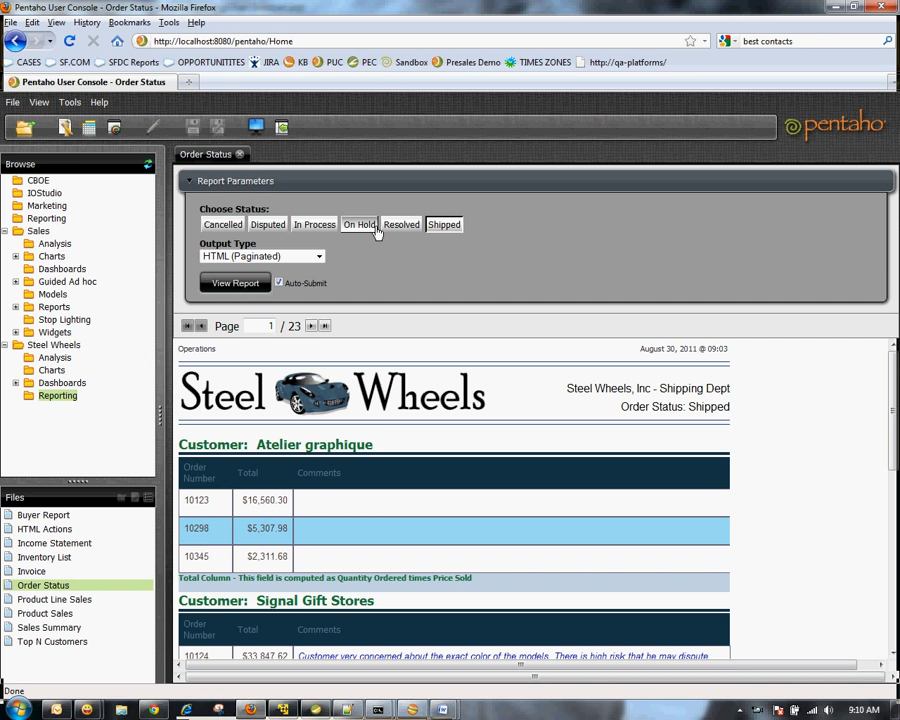 Pentaho User Console - Order Status - Mozilla Firefox
File Edit View History Bookmarks Tools Help
http://localhost:8080/pentaho/Home
best contacts
CASES SF.COM SFDC Reports OPPORTUNITITES JIRA KB PUC PEC Sandbox Presales Demo TIMES ZONES http://qa-platforms/
Pentaho User Console - Order Status
File View Tools Help
pentaho
Browse
CBOE
IOStudio
Marketing
Reporting
Sales
Analysis
Charts
Dashboards
Guided Ad hoc
Models
Reports
Stop Lighting
Widgets
Steel Wheels
Analysis
Charts
Dashboards
Reporting
Files
Buyer Report
HTML Actions
Income Statement
Inventory List
Invoice
Order Status
Product Line Sales
Product Sales
Sales Summary
Top N Customers
Order Status
Report Parameters
Choose Status:
Cancelled Disputed In Process On Hold Resolved Shipped
Output Type
HTML (Paginated)
View Report Auto-Submit
Page 1 / 23
Operations August 30, 2011 @ 09:03
Steel Wheels
Steel Wheels, Inc - Shipping Dept
Order Status: Shipped
Customer: Atelier graphique
Order Number Total Comments
10123 $16,560.30
10298 $5,307.98
10345 $2,311.68
Total Column - This field is computed as Quantity Ordered times Price Sold
Customer: Signal Gift Stores
Order Number Total Comments
10124 $33,847.62 Customer very concerned about the exact color of the models. There is high risk that he may dispute
Done
9:10 AM